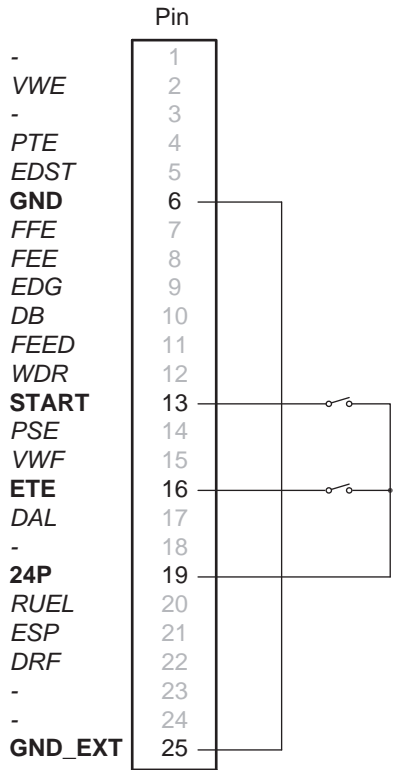 Pin
- 1
VWE 2
- 3
PTE 4
EDST 5
GND 6
FFE 7
FEE 8
EDG 9
DB 10
FEED 11
WDR 12
START 13
PSE 14
VWF 15
ETE 16
DAL 17
- 18
24P 19
RUEL 20
ESP 21
DRF 22
- 23
- 24
GND_EXT 25